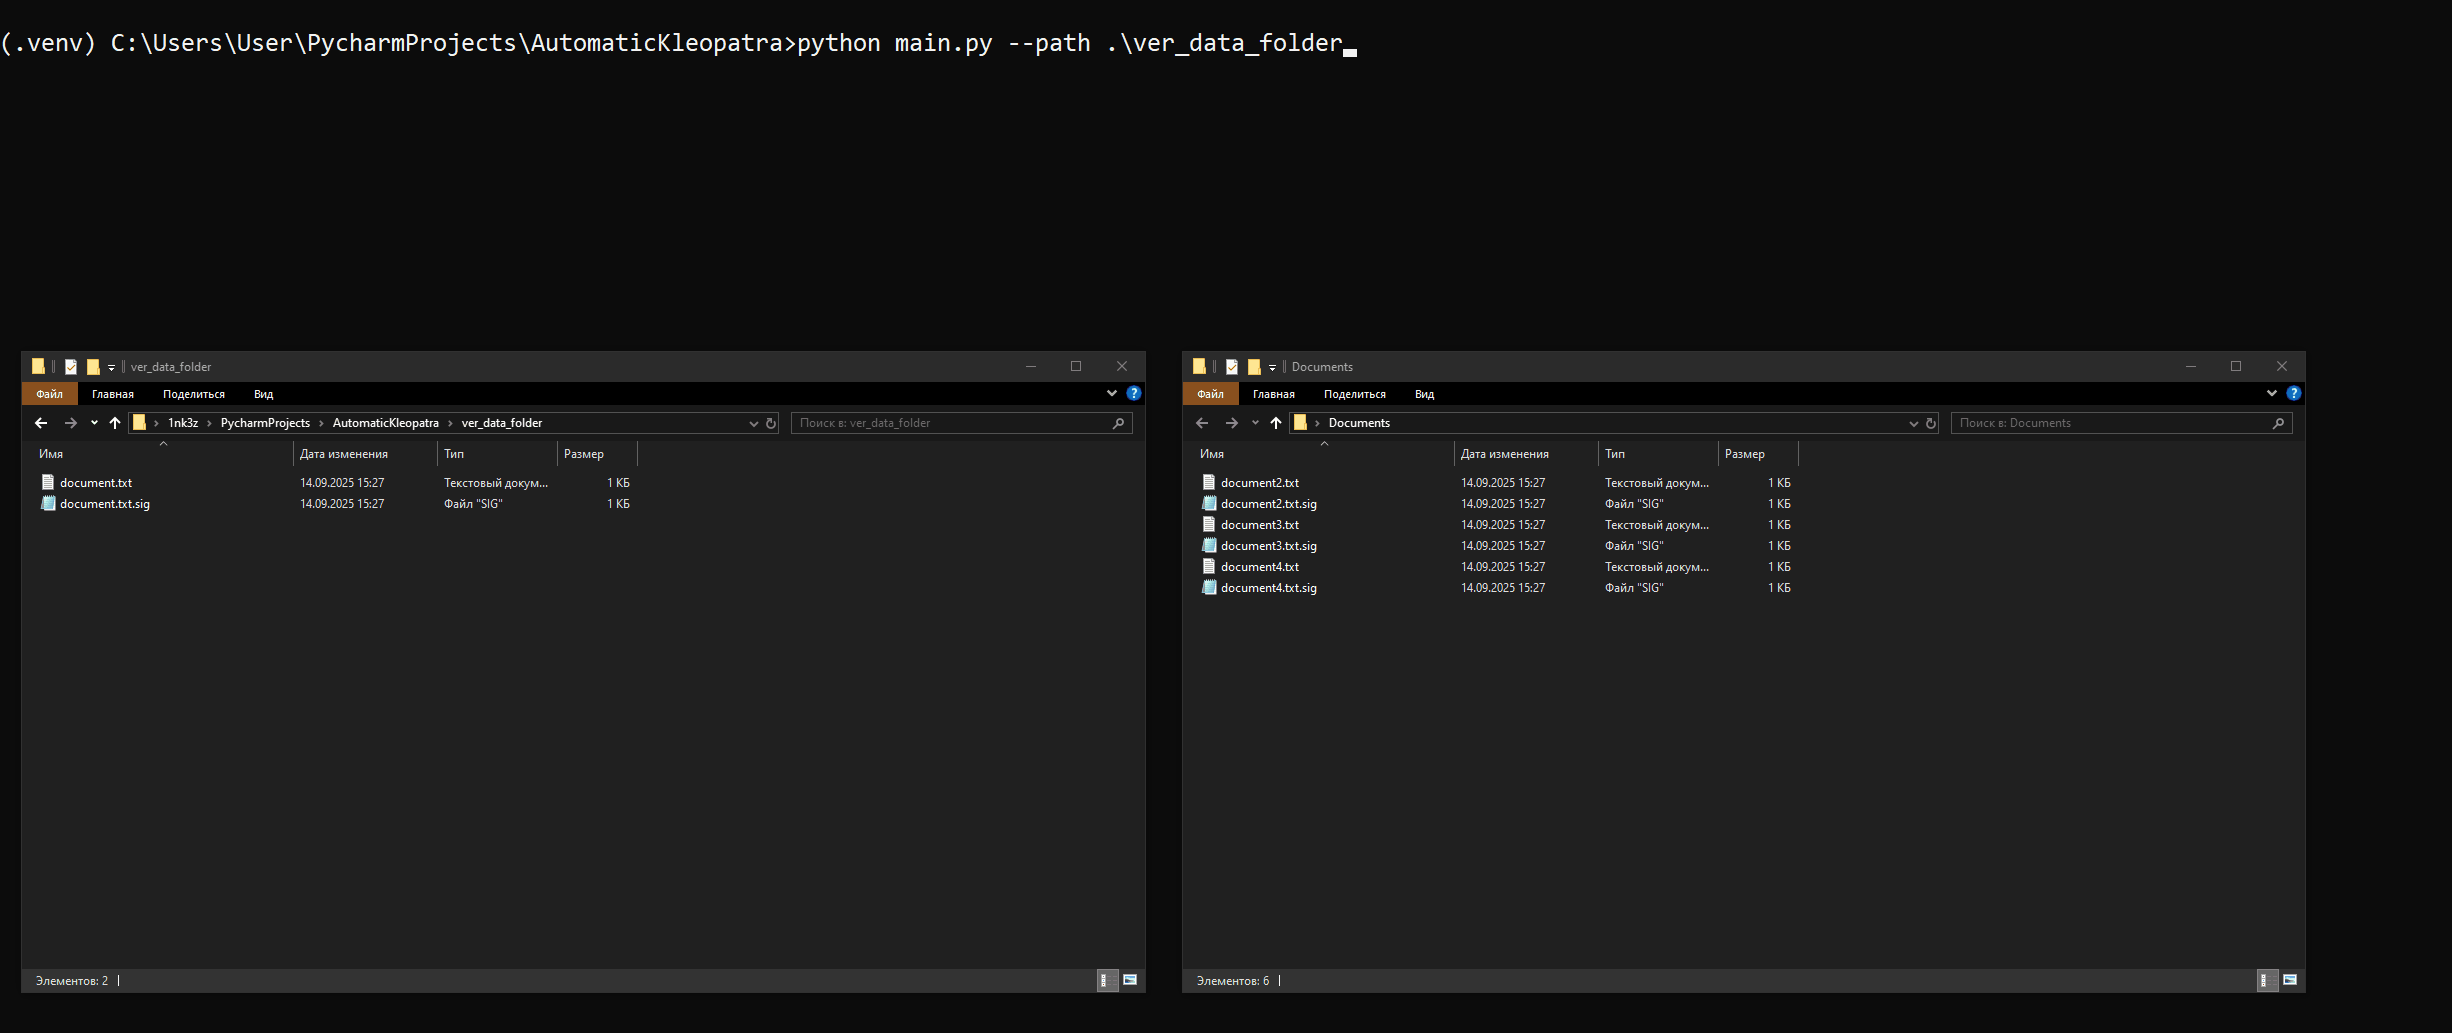 (.venv) C:\Users\User\PycharmProjects\AutomaticKleopatra>python main.py --path .\ver_data_folder
ver_data_folder
Файл Главная Поделиться Вид
1nk3z PycharmProjects AutomaticKleopatra ver_data_folder Поиск в: ver_data_folder
Имя Дата изменения Тип Размер
document.txt 14.09.2025 15:27 Текстовый докум... 1 КБ
document.txt.sig 14.09.2025 15:27 Файл "SIG" 1 КБ
Элементов: 2
Documents
Файл Главная Поделиться Вид
Documents Поиск в: Documents
Имя Дата изменения Тип Размер
document2.txt 14.09.2025 15:27 Текстовый докум... 1 КБ
document2.txt.sig 14.09.2025 15:27 Файл "SIG" 1 КБ
document3.txt 14.09.2025 15:27 Текстовый докум... 1 КБ
document3.txt.sig 14.09.2025 15:27 Файл "SIG" 1 КБ
document4.txt 14.09.2025 15:27 Текстовый докум... 1 КБ
document4.txt.sig 14.09.2025 15:27 Файл "SIG" 1 КБ
Элементов: 6